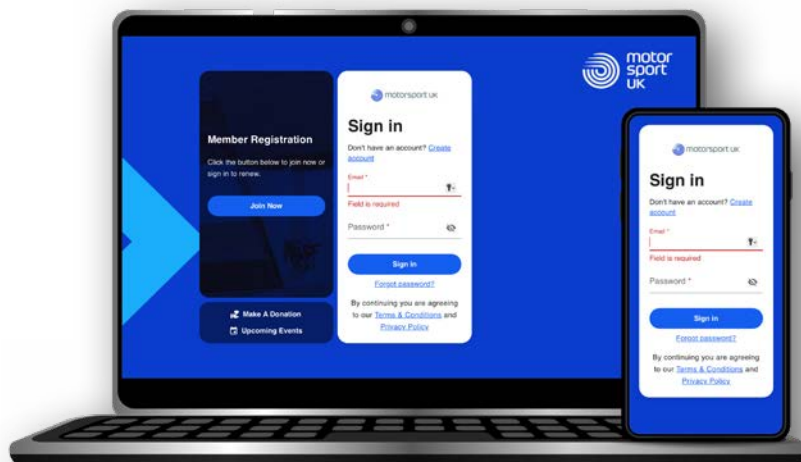 motor
sport
UK
motorsport UK
Member Registration
Click the button below to join now or
sign in to renew.
Join Now
Make A Donation
Upcoming Events
Sign in
Don't have an account? Create
account
Email *
Field is required
Password *
Sign in
Forgot password?
By continuing you are agreeing
to our Terms & Conditions and
Privacy Policy
motorsport UK
Sign in
Don't have an account? Create
account
Email *
Field is required
Password *
Sign in
Forgot password?
By continuing you are agreeing
to our Terms & Conditions and
Privacy Policy